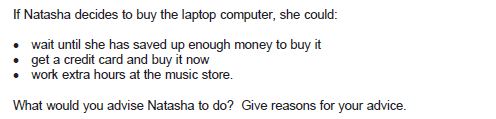 If Natasha decides to buy the laptop computer, she could:
• wait until she has saved up enough money to buy it
• get a credit card and buy it now
• work extra hours at the music store.
What would you advise Natasha to do?  Give reasons for your advice.